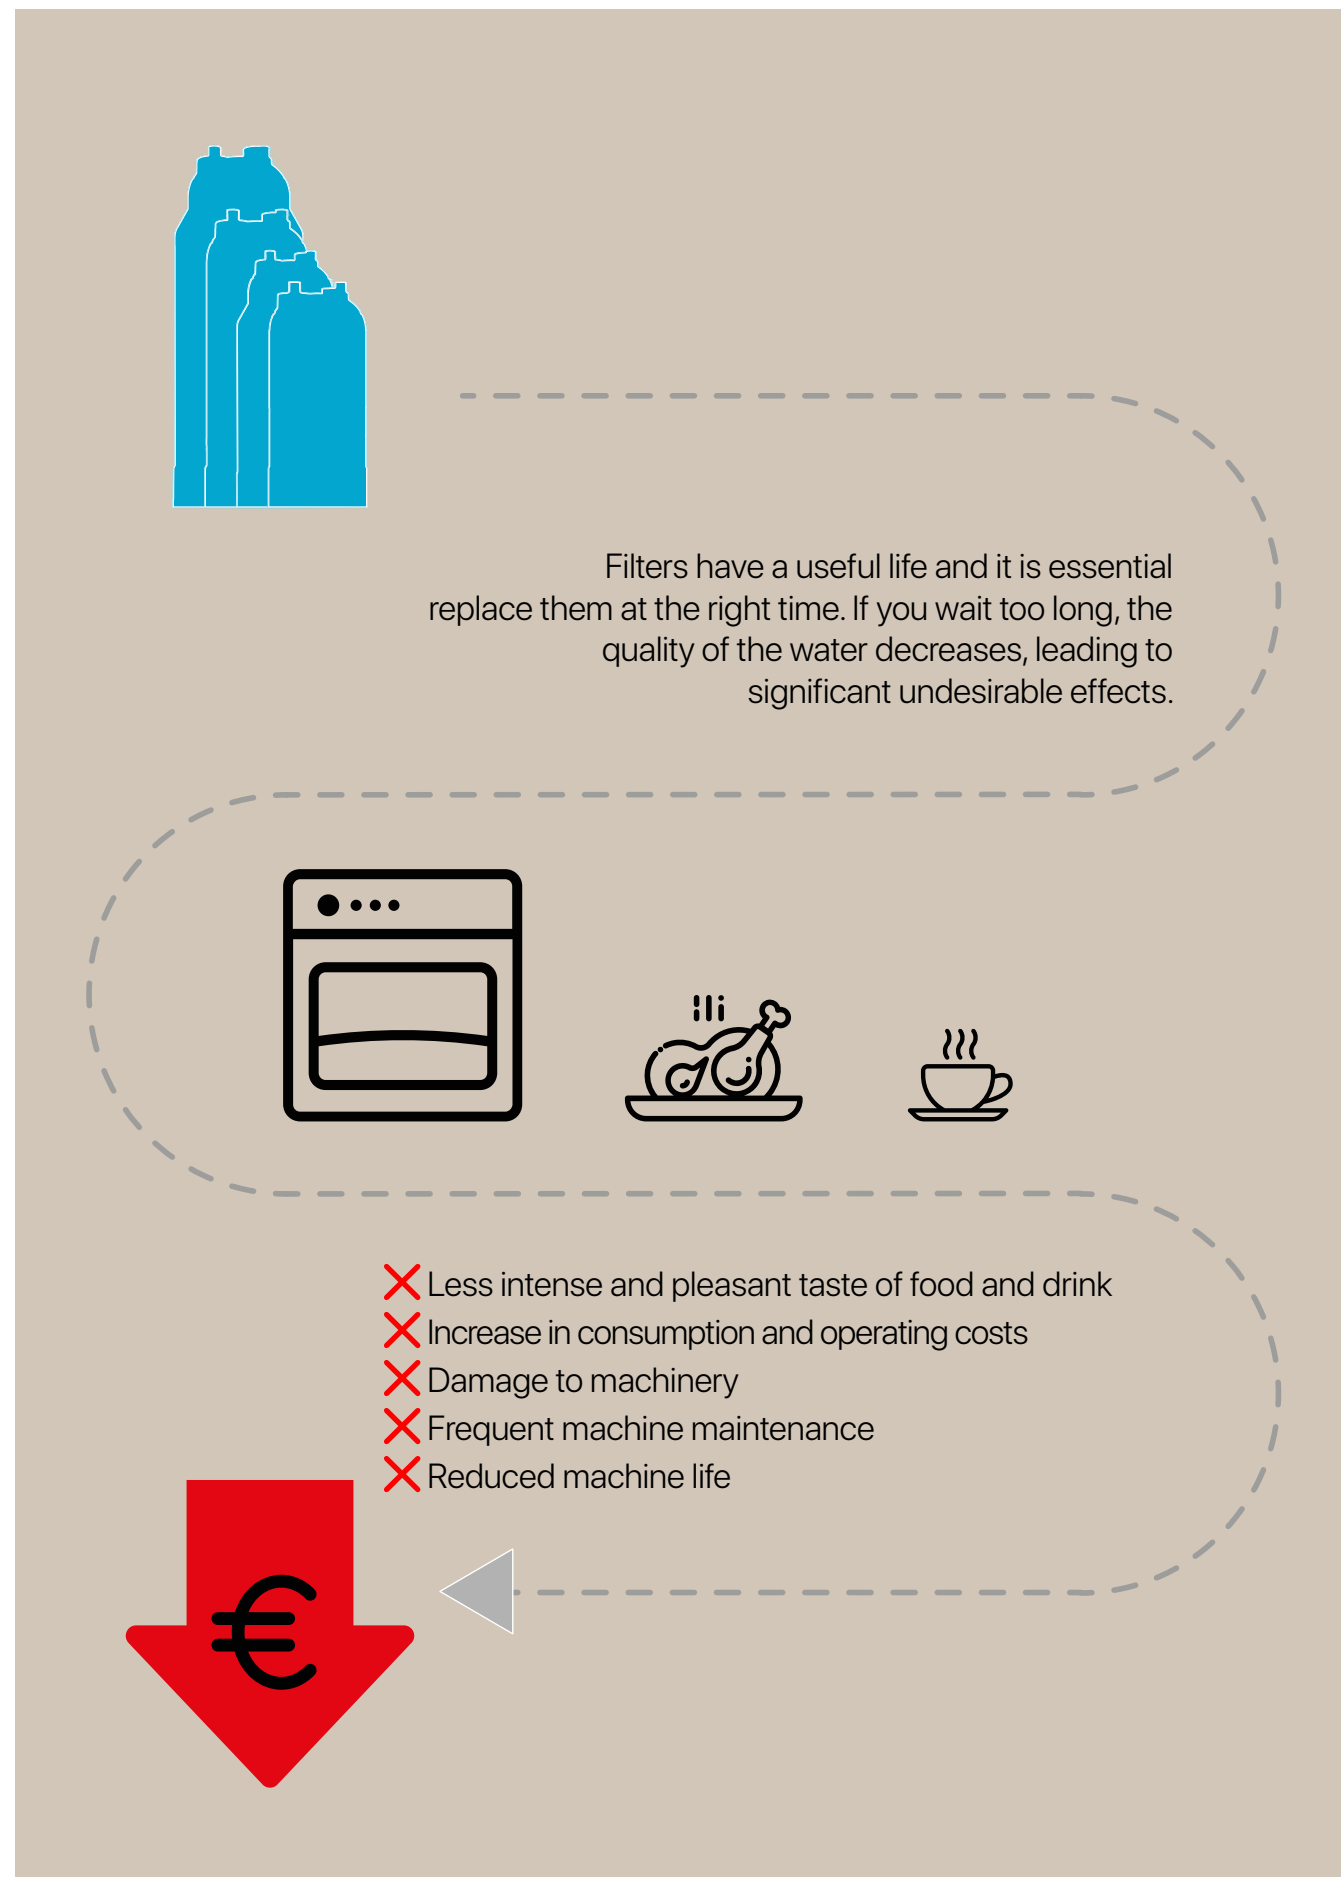 Filters have a useful life and it is essential
replace them at the right time. If you wait too long, the
quality of the water decreases, leading to
significant undesirable effects.
Less intense and pleasant taste of food and drink
Increase in consumption and operating costs
Damage to machinery
Frequent machine maintenance
Reduced machine life
€